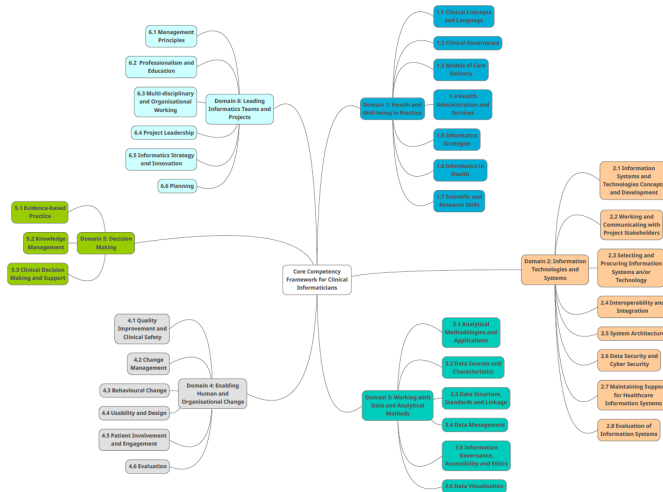 1.1 Clinical Concepts
and Language
1.2 Clinical Governance
1.3 Models of Care
Delivery
1.4 Health
Administration and
Services
1.5 Informatics
Strategies
1.6 Informatics in
Health
1.7 Scientific and
Research Skills
Domain 1: Health and
Well-being in Practice
6.1 Management
Principles
6.2 Professionalism and
Education
6.3 Multi-disciplinary
and Organisational
Working
6.4 Project Leadership
6.5 Informatics Strategy
and Innovation
6.6 Planning
Domain 6: Leading
Informatics Teams and
Projects
5.1 Evidence-based
Practice
5.2 Knowledge
Management
5.3 Clinical Decision
Making and Support
Domain 5: Decision
Making
Core Competency
Framework for Clinical
Informaticians
Domain 2: Information
Technologies and
Systems
2.1 Information
Systems and
Technologies Concepts
and Development
2.2 Working and
Communicating with
Project Stakeholders
2.3 Selecting and
Procuring Information
Systems an/or
Technology
2.4 Interoperability and
Integration
2.5 System Architecture
2.6 Data Security and
Cyber Security
2.7 Maintaining Support
for Healthcare
Information Systems
2.8 Evaluation of
Information Systems
4.1 Quality
Improvement and
Clinical Safety
4.2 Change
Management
4.3 Behavioural Change
4.4 Usability and Design
4.5 Patient Involvement
and Engagement
4.6 Evaluation
Domain 4: Enabling
Human and
Organisational Change
Domain 3: Working with
Data and Analytical
Methods
3.1 Analytical
Methodologies and
Applications
3.2 Data Sources and
Characteristics
3.3 Data Structure,
Standards and Linkage
3.4 Data Management
3.5 Information
Governance,
Accessibility and Ethics
3.6 Data Visualisation